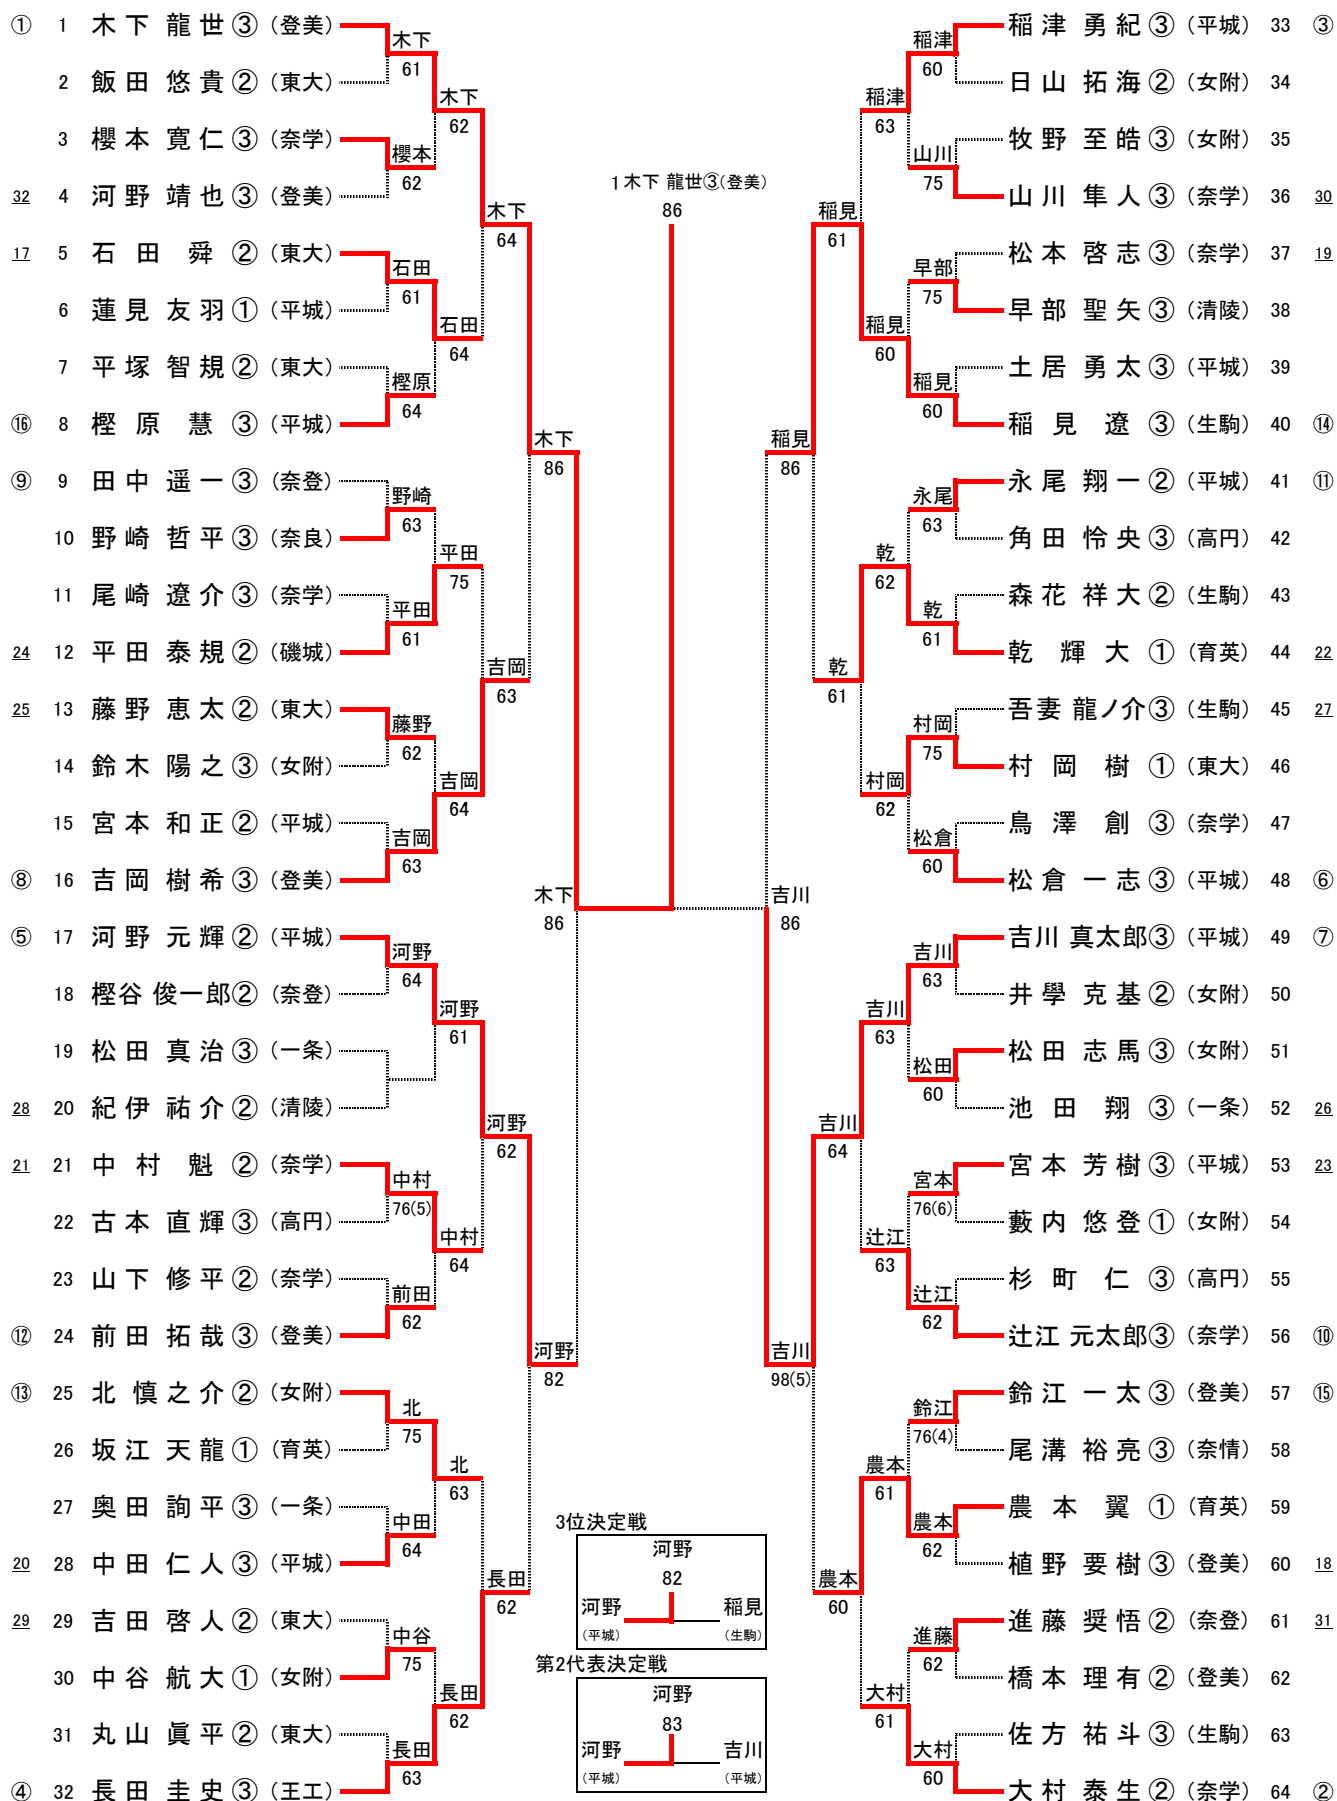 ① 1 木下 龍世③ (登美)
2 飯田 悠貴② (東大)
3 櫻本 寛仁③ (奈学)
32 4 河野 靖也③ (登美)
17 5 石田 舜② (東大)
6 蓮見 友羽① (平城)
7 平塚 智規② (東大)
⑯ 8 樫原 慧③ (平城)
⑨ 9 田中 遥一③ (奈登)
10 野崎 哲平③ (奈良)
11 尾崎 遼介③ (奈学)
24 12 平田 泰規② (磯城)
25 13 藤野 恵太② (東大)
14 鈴木 陽之③ (女附)
15 宮本 和正② (平城)
⑧ 16 吉岡 樹希③ (登美)
⑤ 17 河野 元輝② (平城)
18 樫谷 俊一郎② (奈登)
19 松田 真治③ (一条)
28 20 紀伊 祐介② (清陵)
21 21 中村 魁② (奈学)
22 古本 直輝③ (高円)
23 山下 修平② (奈学)
⑫ 24 前田 拓哉③ (登美)
⑬ 25 北 慎之介② (女附)
26 坂江 天龍① (育英)
27 奥田 詢平③ (一条)
20 28 中田 仁人③ (平城)
29 29 吉田 啓人② (東大)
30 中谷 航大① (女附)
31 丸山 眞平② (東大)
④ 32 長田 圭史③ (王工)
木下
61
櫻本
62
石田
61
樫原
64
野崎
63
平田
61
藤野
62
吉岡
63
河野
64
中村
76(5)
前田
62
北
75
中田
64
中谷
75
長田
63
木下
62
石田
64
平田
75
吉岡
64
河野
61
中村
64
北
63
長田
62
木下
64
吉岡
63
河野
62
長田
62
木下
86
河野
82
木下
86
1 木下 龍世③(登美)
86
3位決定戦
河野
82
河野 稲見
(平城) (生駒)
第2代表決定戦
河野
83
河野 吉川
(平城) (平城)
吉川
86
稲見
86
吉川
98(5)
稲見
61
乾
61
吉川
64
農本
60
稲津
63
稲見
60
乾
62
村岡
62
吉川
63
辻江
63
農本
61
大村
61
稲津
60
山川
75
早部
75
稲見
60
永尾
63
乾
61
村岡
75
松倉
60
吉川
63
松田
60
宮本
76(6)
辻江
62
鈴江
76(4)
農本
62
進藤
62
大村
60
稲津 勇紀③ (平城) 33 ③
日山 拓海② (女附) 34
牧野 至皓③ (女附) 35
山川 隼人③ (奈学) 36 30
松本 啓志③ (奈学) 37 19
早部 聖矢③ (清陵) 38
土居 勇太③ (平城) 39
稲見 遼③ (生駒) 40 ⑭
永尾 翔一② (平城) 41 ⑪
角田 怜央③ (高円) 42
森花 祥大② (生駒) 43
乾 輝大① (育英) 44 22
吾妻 龍ノ介③ (生駒) 45 27
村岡 樹① (東大) 46
鳥澤 創③ (奈学) 47
松倉 一志③ (平城) 48 ⑥
吉川 真太郎③ (平城) 49 ⑦
井學 克基② (女附) 50
松田 志馬③ (女附) 51
池田 翔③ (一条) 52 26
宮本 芳樹③ (平城) 53 23
藪内 悠登① (女附) 54
杉町 仁③ (高円) 55
辻江 元太郎③ (奈学) 56 ⑩
鈴江 一太③ (登美) 57 ⑮
尾溝 裕亮③ (奈情) 58
農本 翼① (育英) 59
植野 要樹③ (登美) 60 18
進藤 奨悟② (奈登) 61 31
橋本 理有② (登美) 62
佐方 祐斗③ (生駒) 63
大村 泰生② (奈学) 64 ②